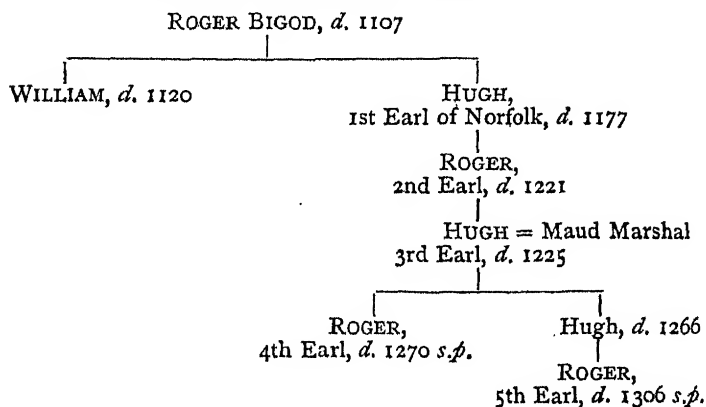 ROGER BIGOD, d. 1107
WILLIAM, d. 1120
HUGH,
1st Earl of Norfolk, d. 1177
ROGER,
2nd Earl, d. 1221
HUGH = Maud Marshal
3rd Earl, d. 1225
ROGER,
4th Earl, d. 1270 s.p.
Hugh, d. 1266
ROGER,
5th Earl, d. 1306 s.p.